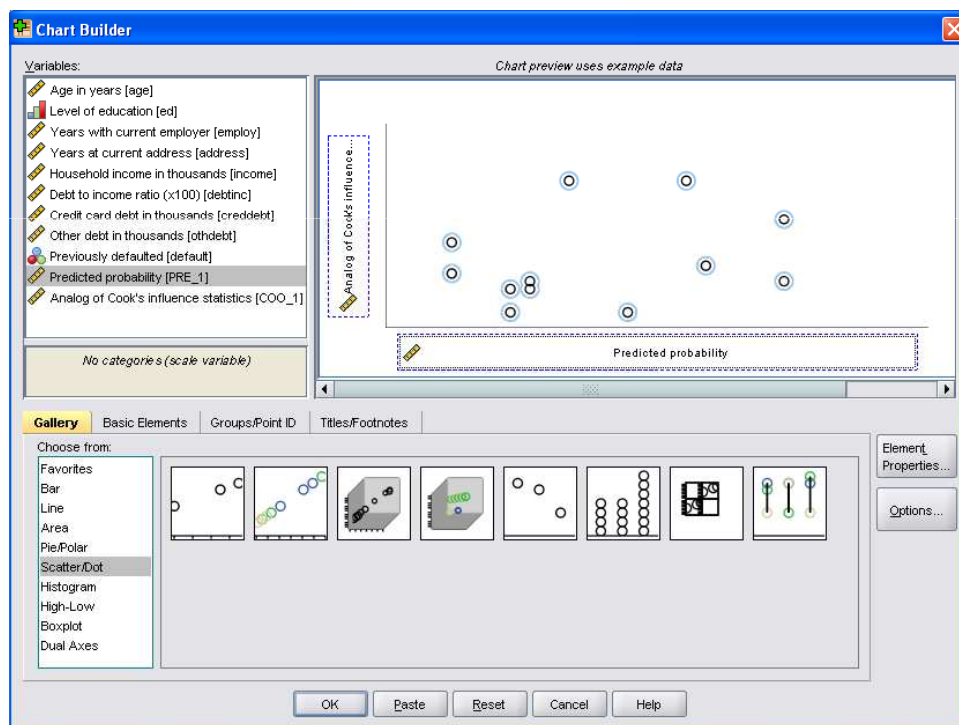 Chart Builder
Variables:
Age in years [age]
Level of education [ed]
Years with current employer [employ]
Years at current address [address]
Household income in thousands [income]
Debt to income ratio (x100) [debtinc]
Credit card debt in thousands [creddebt]
Other debt in thousands [othdebt]
Previously defaulted [default]
Predicted probability [PRE_1]
Analog of Cook's influence statistics [COO_1]
No categories (scale variable)
Chart preview uses example data
Analog of Cook's influence...
Predicted probability
Gallery
Basic Elements
Groups/Point ID
Titles/Footnotes
Choose from:
Favorites
Bar
Line
Area
Pie/Polar
Scatter/Dot
Histogram
High-Low
Boxplot
Dual Axes
Element
Properties...
Options...
OK
Paste
Reset
Cancel
Help